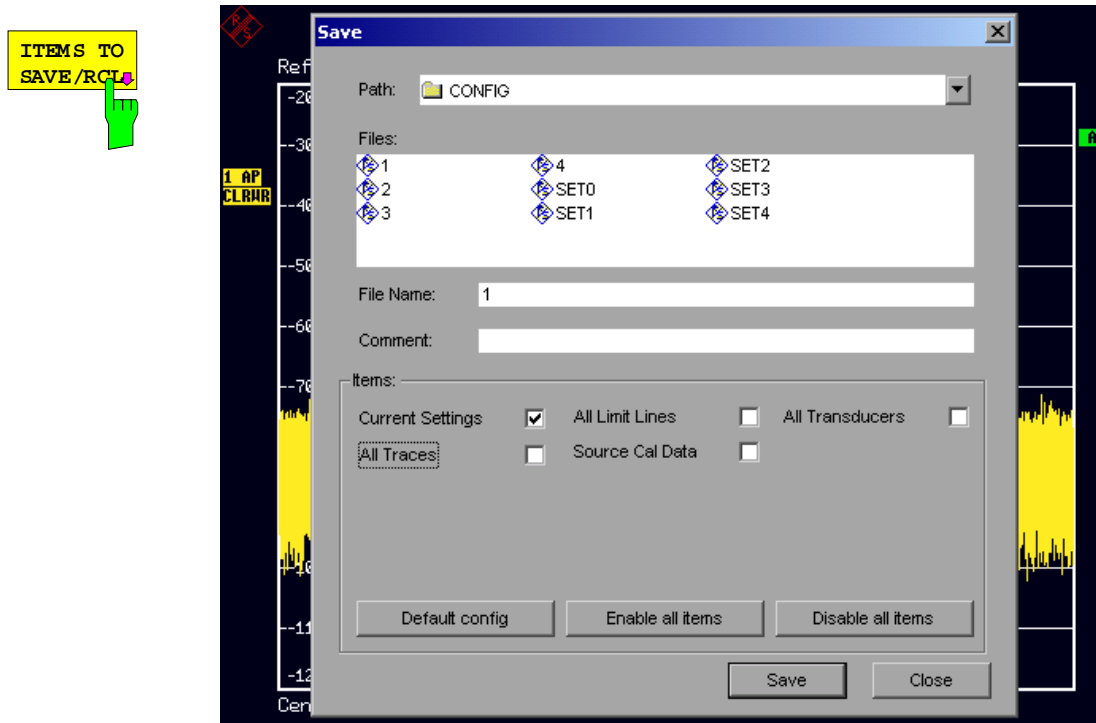 ITEMS TO
SAVE/RCL
R
S
Save
Ref
Path: CONFIG
-20
Files:
-30
A
1 4 SET2
1 AP
2 SET0 SET3
CLRWR
-40
3 SET1 SET4
-50
File Name: 1
-60
Comment:
-70
Items:
Current Settings All Limit Lines All Transducers
All Traces Source Cal Data
-10
Default config Enable all items Disable all items
-11
-12
Save Close
Cen